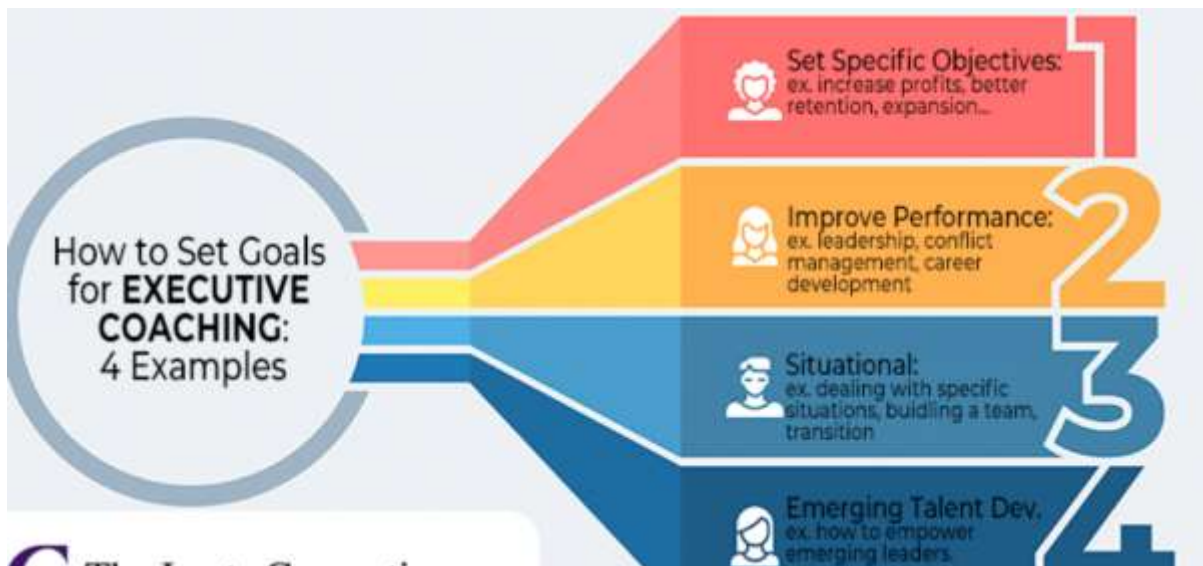 How to Set Goals
for EXECUTIVE
COACHING:
4 Examples
1
Set Specific Objectives:
ex. increase profits, better
retention, expansion...
2
Improve Performance:
ex. leadership, conflict
management, career
development
3
Situational:
ex. dealing with specific
situations, buidling a team,
transition
4
Emerging Talent Dev.
ex. how to empower
emerging leaders.
The